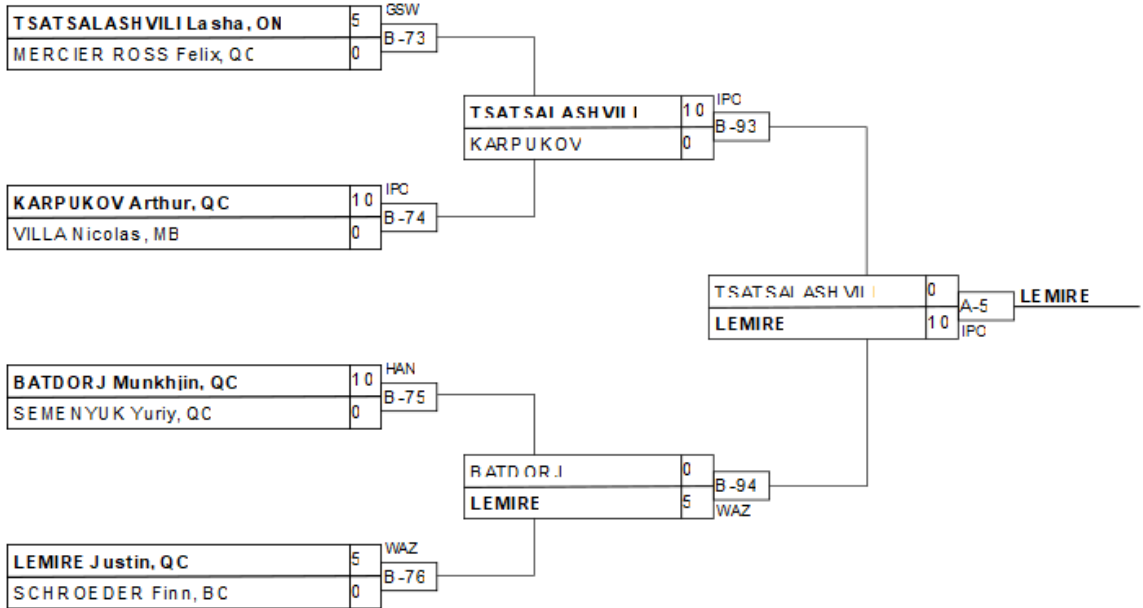 TSATSALASHVILI Lasha, ON 5 GSW
B-73
MERCIER ROSS Felix, QC 0
TSATSALASHVILI 10 IPO
B-93
KARPUKOV 0
KARPUKOV Arthur, QC 10 IPO
B-74
VILLA Nicolas, MB 0
TSATSALASHVILI 0
A-5 LEMIRE
LEMIRE 10 IPO
BATDORJ Munkhjin, QC 10 HAN
B-75
SEMENYUK Yuriy, QC 0
BATDORJ 0
B-94
LEMIRE 5 WAZ
LEMIRE Justin, QC 5 WAZ
B-76
SCHROEDER Finn, BC 0